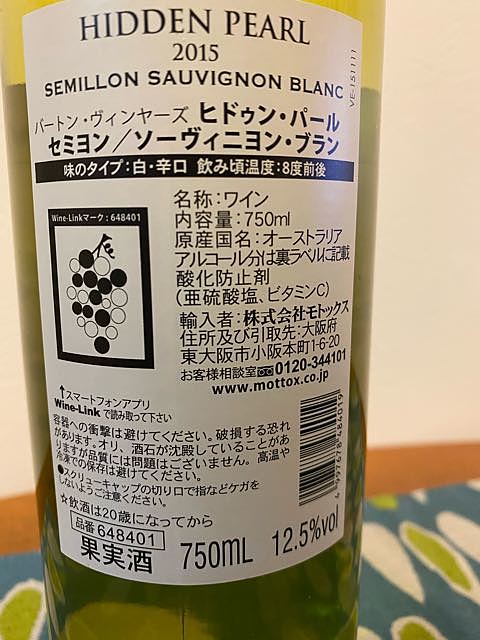 HIDDEN PEARL
2015
SEMILLON SAUVIGNON BLANC
VE-151111
バートン・ヴィンヤーズ ヒドゥン・パール
セミヨン／ソーヴィニヨン・ブラン
味のタイプ：白・辛口 飲み頃温度：8度前後
Wine-Linkマーク：648401
名称：ワイン
内容量：750ml
原産国名：オーストラリア
アルコール分は裏ラベルに記載
酸化防止剤
(亜硫酸塩、ビタミンC)
輸入者：株式会社モトックス
住所及び引取先：大阪府
東大阪市小阪本町1-6-20
お客様相談室 0120-344101
www.mottox.co.jp
↑スマートフォンアプリ
Wine-Link で読み取って下さい
容器への衝撃は避けてください。破損する恐れ
があります。オリ、酒石が沈殿していることがあ
りますが品質には問題はございません。高温や
冷凍での保存は避けてください。
●スクリューキャップの切り口で指などケガを
しないようご注意ください。
☆飲酒は20歳になってから
品番 648401
果実酒 750mL 12.5%vol
4 997678 484019